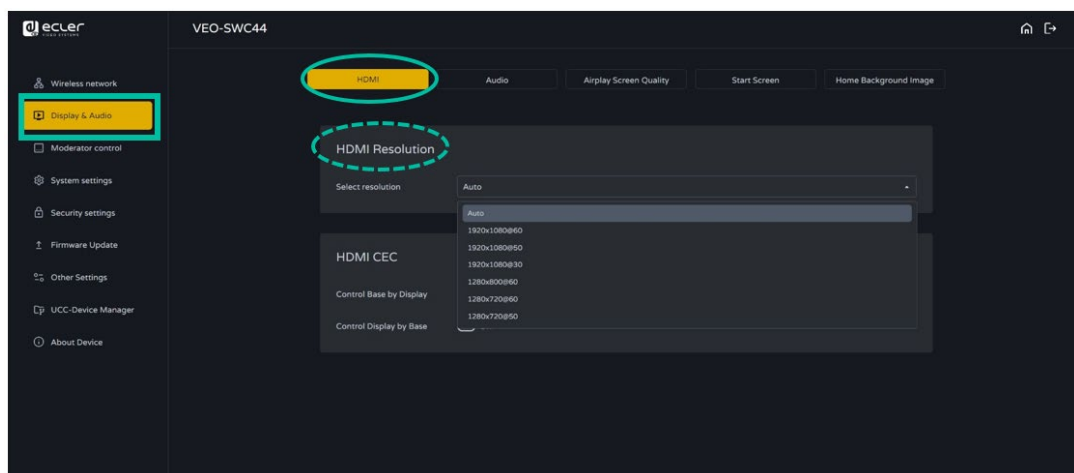 ecler
VIDEO SYSTEMS
VEO-SWC44
Wireless network
Display & Audio
Moderator control
System settings
Security settings
Firmware Update
Other Settings
UCC-Device Manager
About Device
HDMI
Audio
Airplay Screen Quality
Start Screen
Home Background Image
HDMI Resolution
Select resolution
Auto
Auto
1920x1080@60
1920x1080@50
1920x1080@30
1280x800@60
1280x720@60
1280x720@50
HDMI CEC
Control Base by Display
Control Display by Base